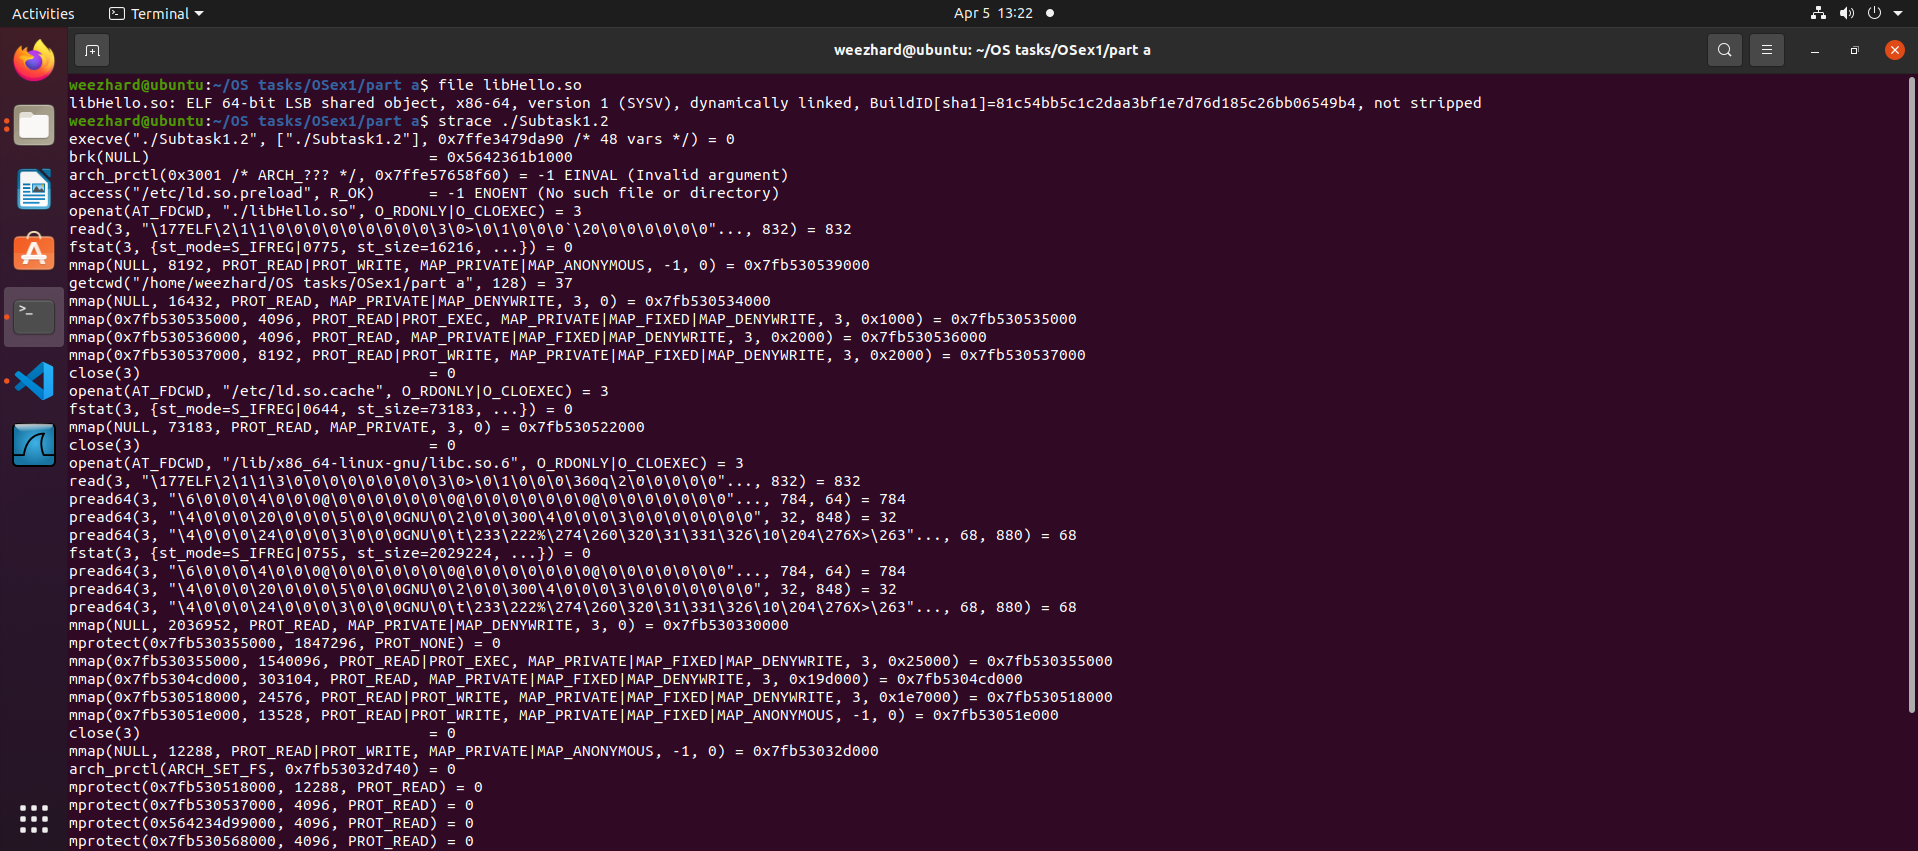 Activities
Terminal
Apr 5 13:22
weezhard@ubuntu: ~/OS tasks/OSex1/part a
weezhard@ubuntu:~/OS tasks/OSex1/part a$ file libHello.so
libHello.so: ELF 64-bit LSB shared object, x86-64, version 1 (SYSV), dynamically linked, BuildID[sha1]=81c54bb5c1c2daa3bf1e7d76d185c26bb06549b4, not stripped
weezhard@ubuntu:~/OS tasks/OSex1/part a$ strace ./Subtask1.2
execve("./Subtask1.2", ["./Subtask1.2"], 0x7ffe3479da90 /* 48 vars */) = 0
brk(NULL)                               = 0x5642361b1000
arch_prctl(0x3001 /* ARCH_??? */, 0x7ffe57658f60) = -1 EINVAL (Invalid argument)
access("/etc/ld.so.preload", R_OK)      = -1 ENOENT (No such file or directory)
openat(AT_FDCWD, "./libHello.so", O_RDONLY|O_CLOEXEC) = 3
read(3, "\177ELF\2\1\1\0\0\0\0\0\0\0\0\0\3\0>\0\1\0\0\0`\20\0\0\0\0\0\0"..., 832) = 832
fstat(3, {st_mode=S_IFREG|0775, st_size=16216, ...}) = 0
mmap(NULL, 8192, PROT_READ|PROT_WRITE, MAP_PRIVATE|MAP_ANONYMOUS, -1, 0) = 0x7fb530539000
getcwd("/home/weezhard/OS tasks/OSex1/part a", 128) = 37
mmap(NULL, 16432, PROT_READ, MAP_PRIVATE|MAP_DENYWRITE, 3, 0) = 0x7fb530534000
mmap(0x7fb530535000, 4096, PROT_READ|PROT_EXEC, MAP_PRIVATE|MAP_FIXED|MAP_DENYWRITE, 3, 0x1000) = 0x7fb530535000
mmap(0x7fb530536000, 4096, PROT_READ, MAP_PRIVATE|MAP_FIXED|MAP_DENYWRITE, 3, 0x2000) = 0x7fb530536000
mmap(0x7fb530537000, 8192, PROT_READ|PROT_WRITE, MAP_PRIVATE|MAP_FIXED|MAP_DENYWRITE, 3, 0x2000) = 0x7fb530537000
close(3)                                = 0
openat(AT_FDCWD, "/etc/ld.so.cache", O_RDONLY|O_CLOEXEC) = 3
fstat(3, {st_mode=S_IFREG|0644, st_size=73183, ...}) = 0
mmap(NULL, 73183, PROT_READ, MAP_PRIVATE, 3, 0) = 0x7fb530522000
close(3)                                = 0
openat(AT_FDCWD, "/lib/x86_64-linux-gnu/libc.so.6", O_RDONLY|O_CLOEXEC) = 3
read(3, "\177ELF\2\1\1\3\0\0\0\0\0\0\0\0\3\0>\0\1\0\0\0\360q\2\0\0\0\0\0"..., 832) = 832
pread64(3, "\6\0\0\0\4\0\0\0@\0\0\0\0\0\0\0@\0\0\0\0\0\0\0@\0\0\0\0\0\0\0"..., 784, 64) = 784
pread64(3, "\4\0\0\0\20\0\0\0\5\0\0\0GNU\0\2\0\0\300\4\0\0\0\3\0\0\0\0\0\0\0", 32, 848) = 32
pread64(3, "\4\0\0\0\24\0\0\0\3\0\0\0GNU\0\t\233\222%\274\260\320\31\331\326\10\204\276X>\263"..., 68, 880) = 68
fstat(3, {st_mode=S_IFREG|0755, st_size=2029224, ...}) = 0
pread64(3, "\6\0\0\0\4\0\0\0@\0\0\0\0\0\0\0@\0\0\0\0\0\0\0@\0\0\0\0\0\0\0"..., 784, 64) = 784
pread64(3, "\4\0\0\0\20\0\0\0\5\0\0\0GNU\0\2\0\0\300\4\0\0\0\3\0\0\0\0\0\0\0", 32, 848) = 32
pread64(3, "\4\0\0\0\24\0\0\0\3\0\0\0GNU\0\t\233\222%\274\260\320\31\331\326\10\204\276X>\263"..., 68, 880) = 68
mmap(NULL, 2036952, PROT_READ, MAP_PRIVATE|MAP_DENYWRITE, 3, 0) = 0x7fb530330000
mprotect(0x7fb530355000, 1847296, PROT_NONE) = 0
mmap(0x7fb530355000, 1540096, PROT_READ|PROT_EXEC, MAP_PRIVATE|MAP_FIXED|MAP_DENYWRITE, 3, 0x25000) = 0x7fb530355000
mmap(0x7fb5304cd000, 303104, PROT_READ, MAP_PRIVATE|MAP_FIXED|MAP_DENYWRITE, 3, 0x19d000) = 0x7fb5304cd000
mmap(0x7fb530518000, 24576, PROT_READ|PROT_WRITE, MAP_PRIVATE|MAP_FIXED|MAP_DENYWRITE, 3, 0x1e7000) = 0x7fb530518000
mmap(0x7fb53051e000, 13528, PROT_READ|PROT_WRITE, MAP_PRIVATE|MAP_FIXED|MAP_ANONYMOUS, -1, 0) = 0x7fb53051e000
close(3)                                = 0
mmap(NULL, 12288, PROT_READ|PROT_WRITE, MAP_PRIVATE|MAP_ANONYMOUS, -1, 0) = 0x7fb53032d000
arch_prctl(ARCH_SET_FS, 0x7fb53032d740) = 0
mprotect(0x7fb530518000, 12288, PROT_READ) = 0
mprotect(0x7fb530537000, 4096, PROT_READ) = 0
mprotect(0x564234d99000, 4096, PROT_READ) = 0
mprotect(0x7fb530568000, 4096, PROT_READ) = 0